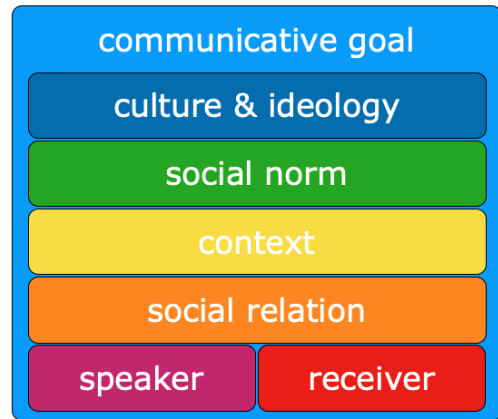 communicative goal
culture & ideology
social norm
context
social relation
speaker receiver